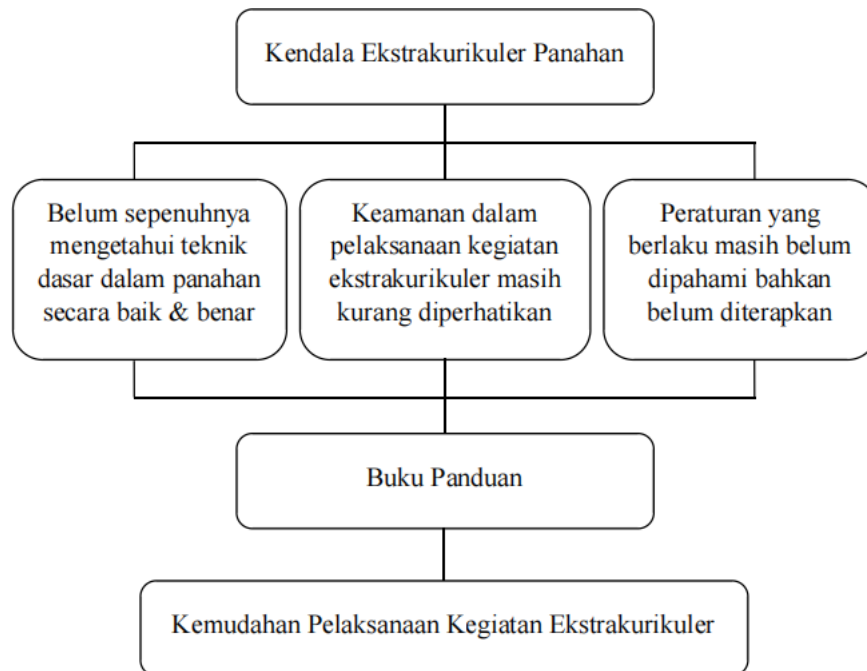 Kendala Ekstrakurikuler Panahan
Belum sepenuhnya
mengetahui teknik
dasar dalam panahan
secara baik & benar
Keamanan dalam
pelaksanaan kegiatan
ekstrakurikuler masih
kurang diperhatikan
Peraturan yang
berlaku masih belum
dipahami bahkan
belum diterapkan
Buku Panduan
Kemudahan Pelaksanaan Kegiatan Ekstrakurikuler